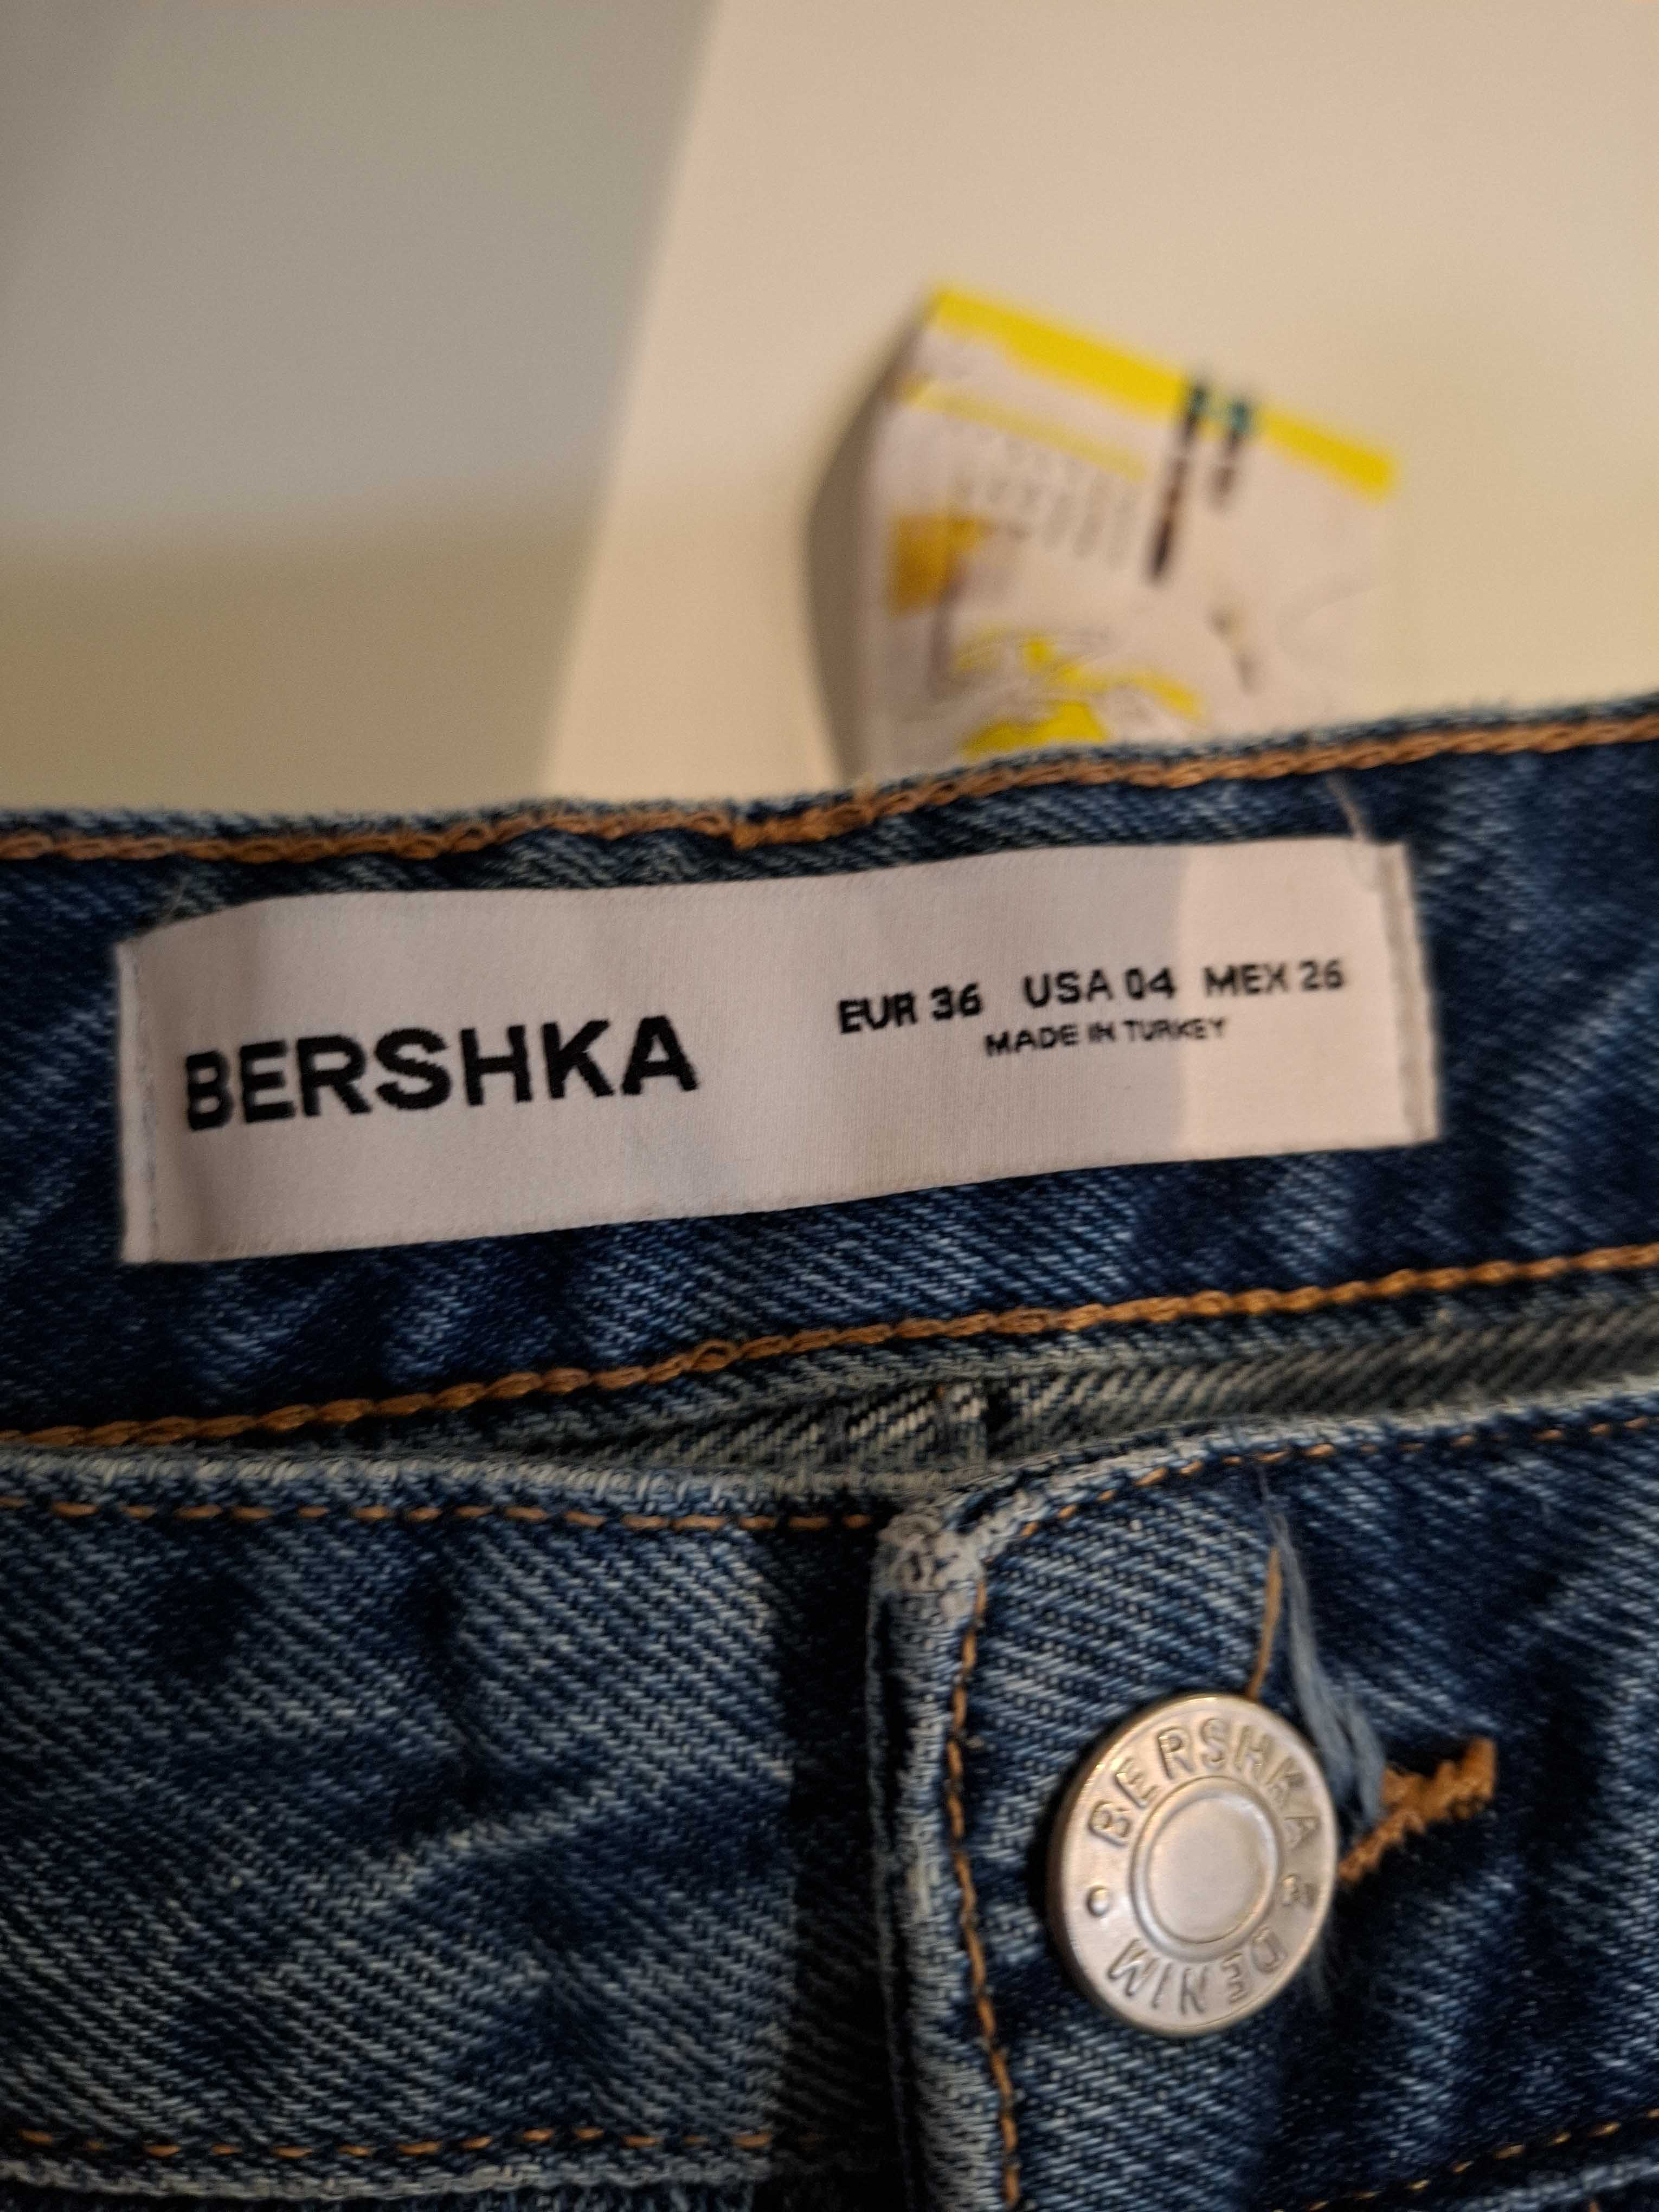 BERSHKA
EUR 36 USA 04 MEX 26
MADE IN TURKEY
BERSHKA
DENIM